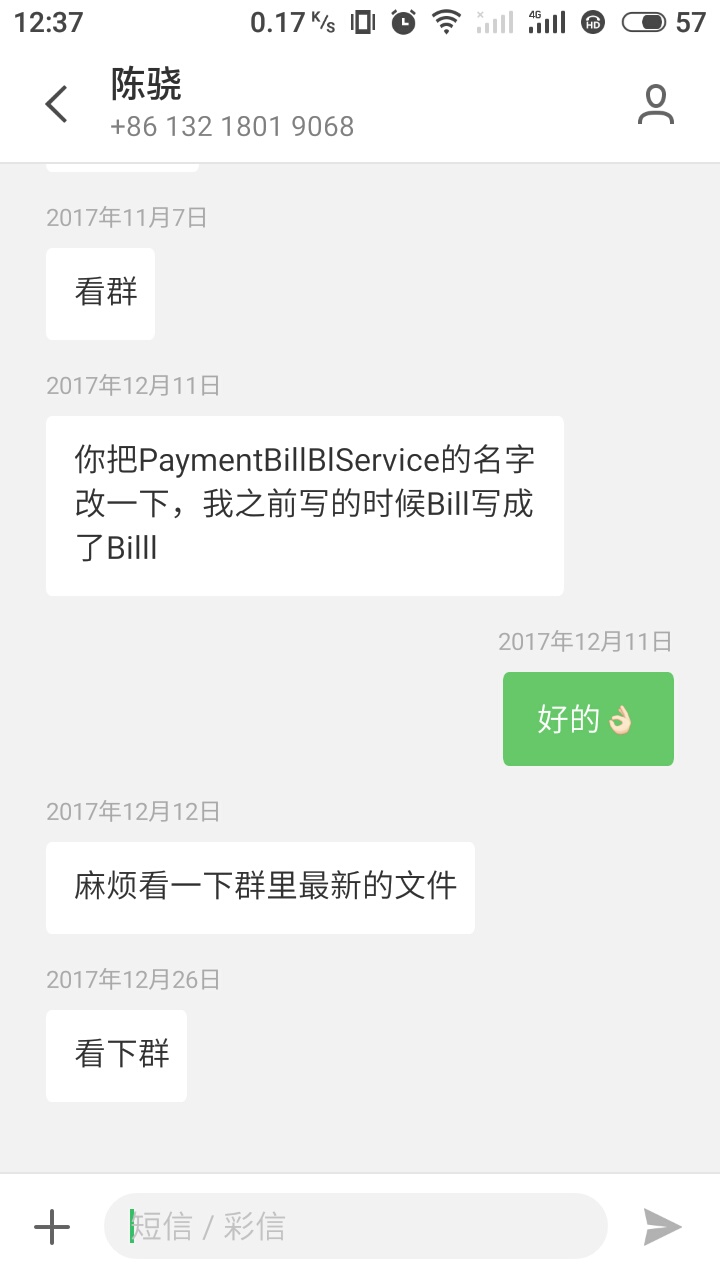 12:37 0.17 K/s 4G HD 57
陈骁
+86 132 1801 9068
2017年11月7日
看群
2017年12月11日
你把PaymentBillBlService的名字
改一下，我之前写的时候Bill写成
了Billl
2017年12月11日
好的👌🏻
2017年12月12日
麻烦看一下群里最新的文件
2017年12月26日
看下群
短信 / 彩信